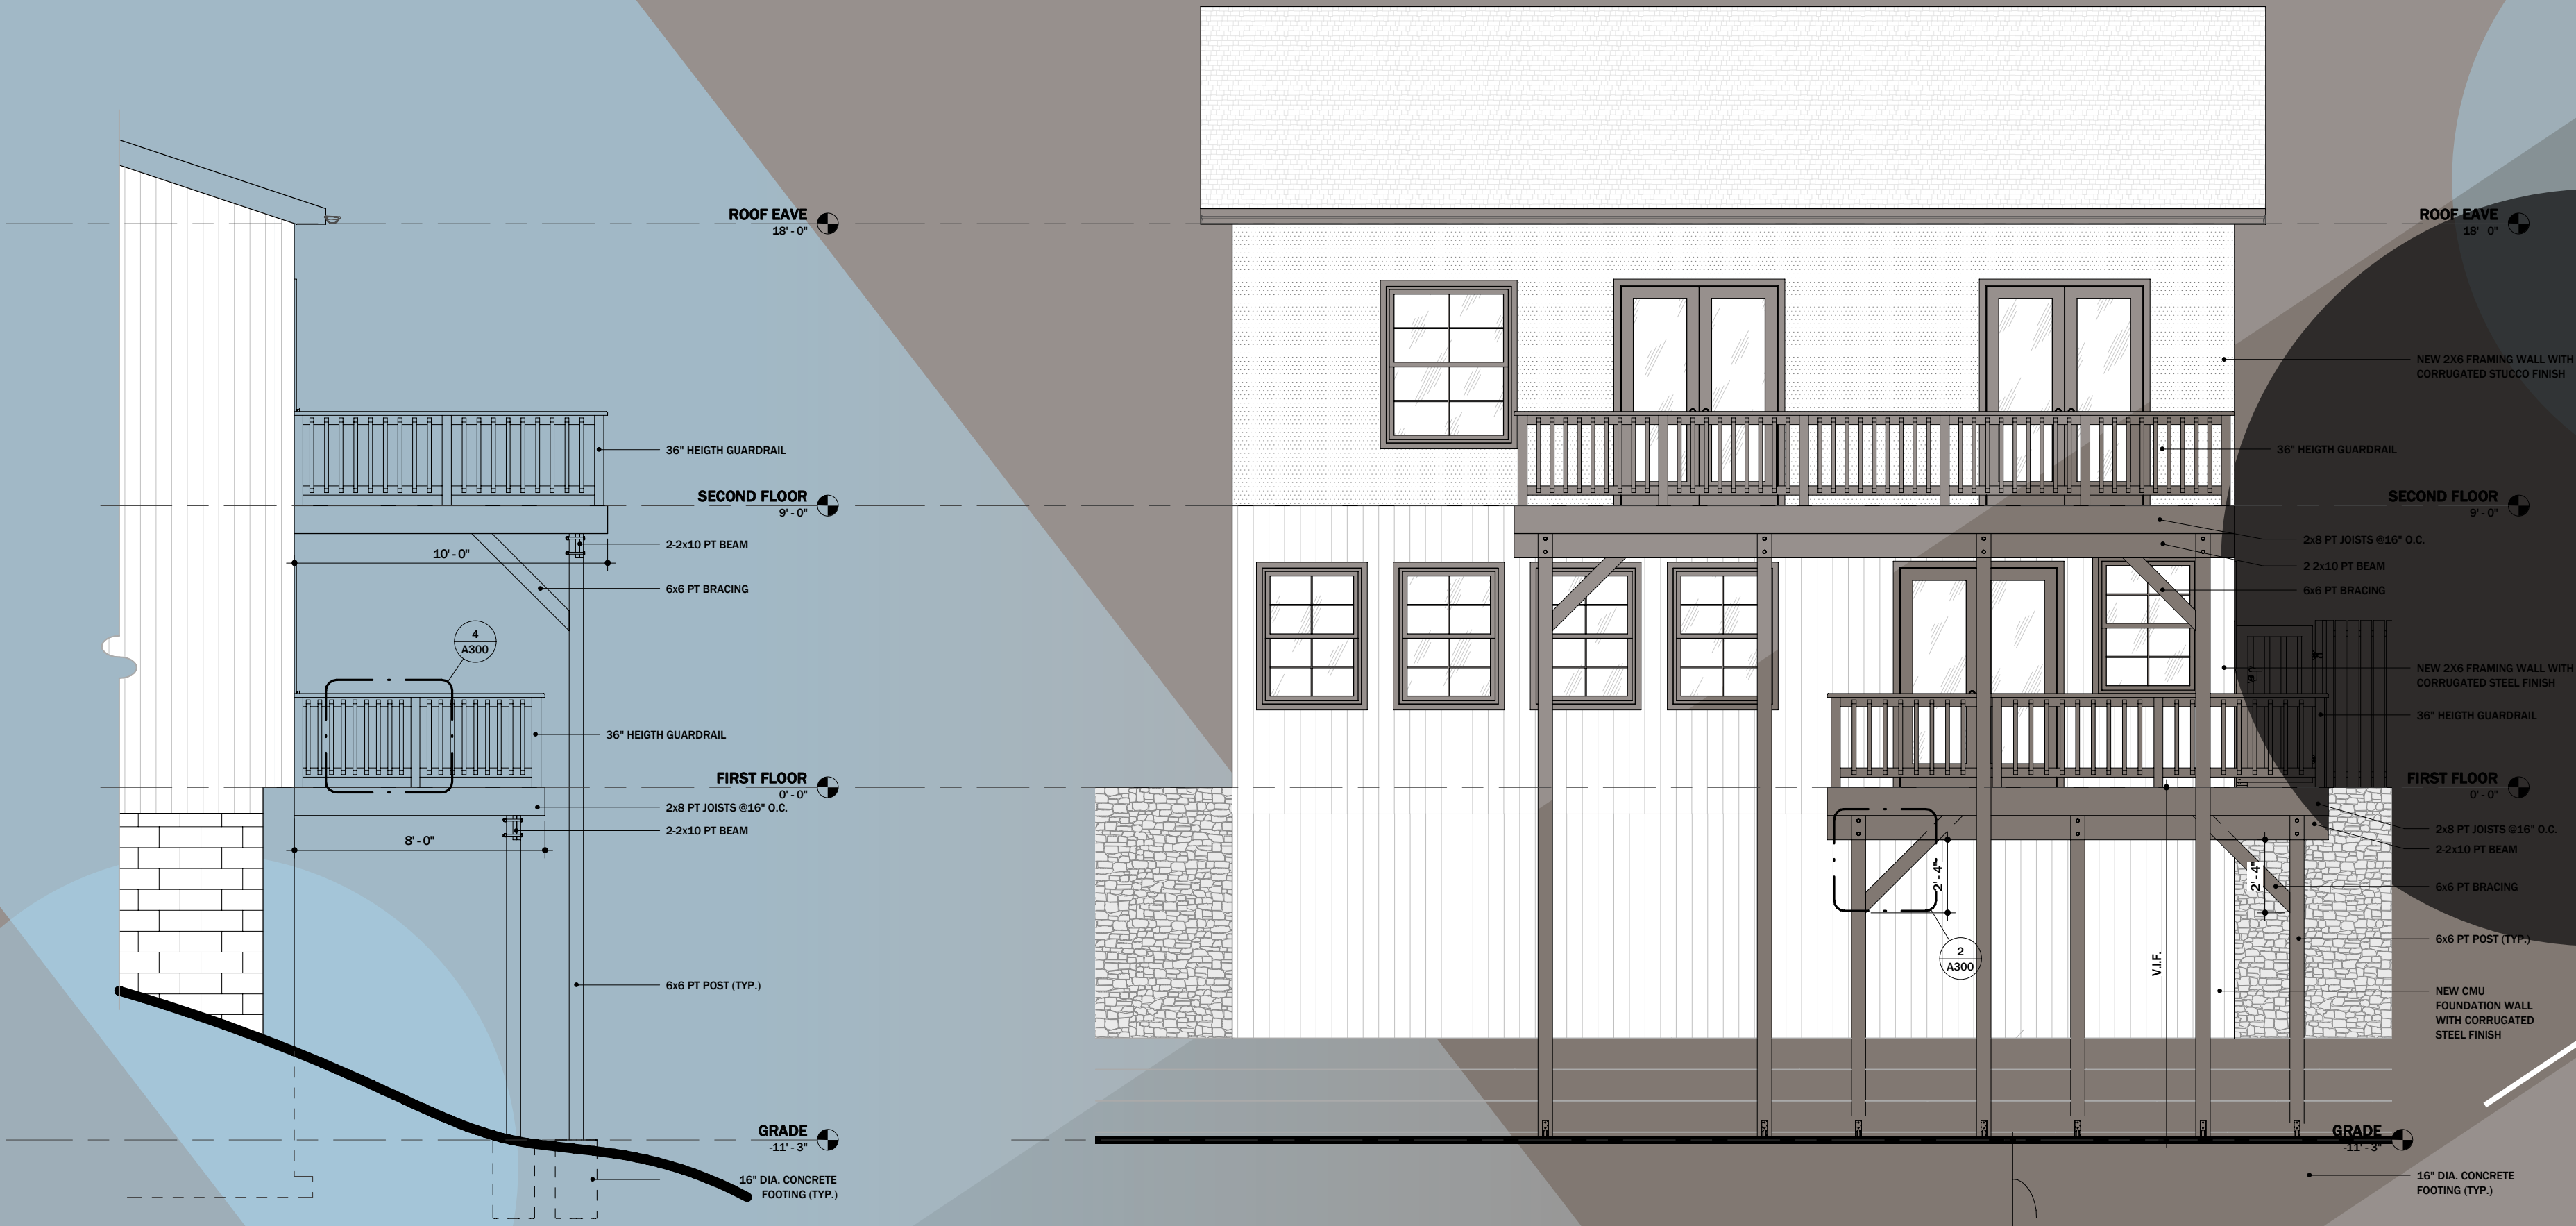 ROOF EAVE
18' - 0"
36" HEIGTH GUARDRAIL
SECOND FLOOR
9' - 0"
2-2x10 PT BEAM
10' - 0"
6x6 PT BRACING
4
A300
36" HEIGTH GUARDRAIL
FIRST FLOOR
0' - 0"
2x8 PT JOISTS @16" O.C.
2-2x10 PT BEAM
8' - 0"
6x6 PT POST (TYP.)
GRADE
-11' - 3"
16" DIA. CONCRETE
FOOTING (TYP.)
ROOF EAVE
18' 0"
NEW 2X6 FRAMING WALL WITH
CORRUGATED STUCCO FINISH
36" HEIGTH GUARDRAIL
SECOND FLOOR
9' - 0"
2x8 PT JOISTS @16" O.C.
2 2x10 PT BEAM
6x6 PT BRACING
NEW 2X6 FRAMING WALL WITH
CORRUGATED STEEL FINISH
36" HEIGTH GUARDRAIL
FIRST FLOOR
0' - 0"
2x8 PT JOISTS @16" O.C.
2-2x10 PT BEAM
2' - 4"
2' - 4"
6x6 PT BRACING
6x6 PT POST (TYP.)
2
A300
V.I.F.
NEW CMU
FOUNDATION WALL
WITH CORRUGATED
STEEL FINISH
GRADE
-11' - 3"
16" DIA. CONCRETE
FOOTING (TYP.)